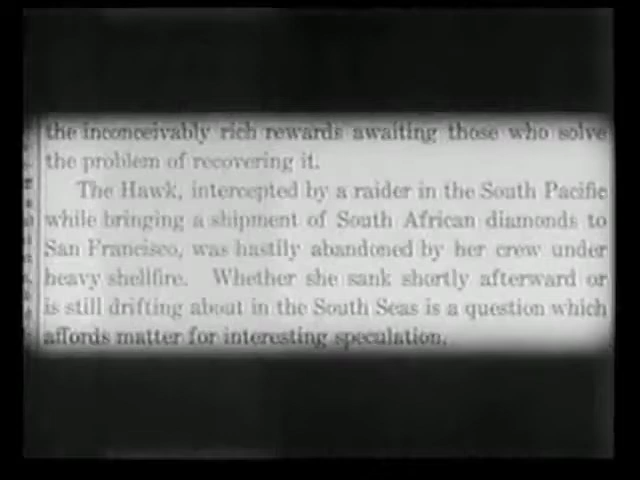 the inconceivably rich rewards awaiting those who solve
the problem of recovering it.
The Hawk, intercepted by a raider in the South Pacific
while bringing a shipment of South African diamonds to
San Francisco, was hastily abandoned by her crew under
heavy shellfire. Whether she sank shortly afterward or
is still drifting about in the South Seas is a question which
affords matter for interesting speculation.